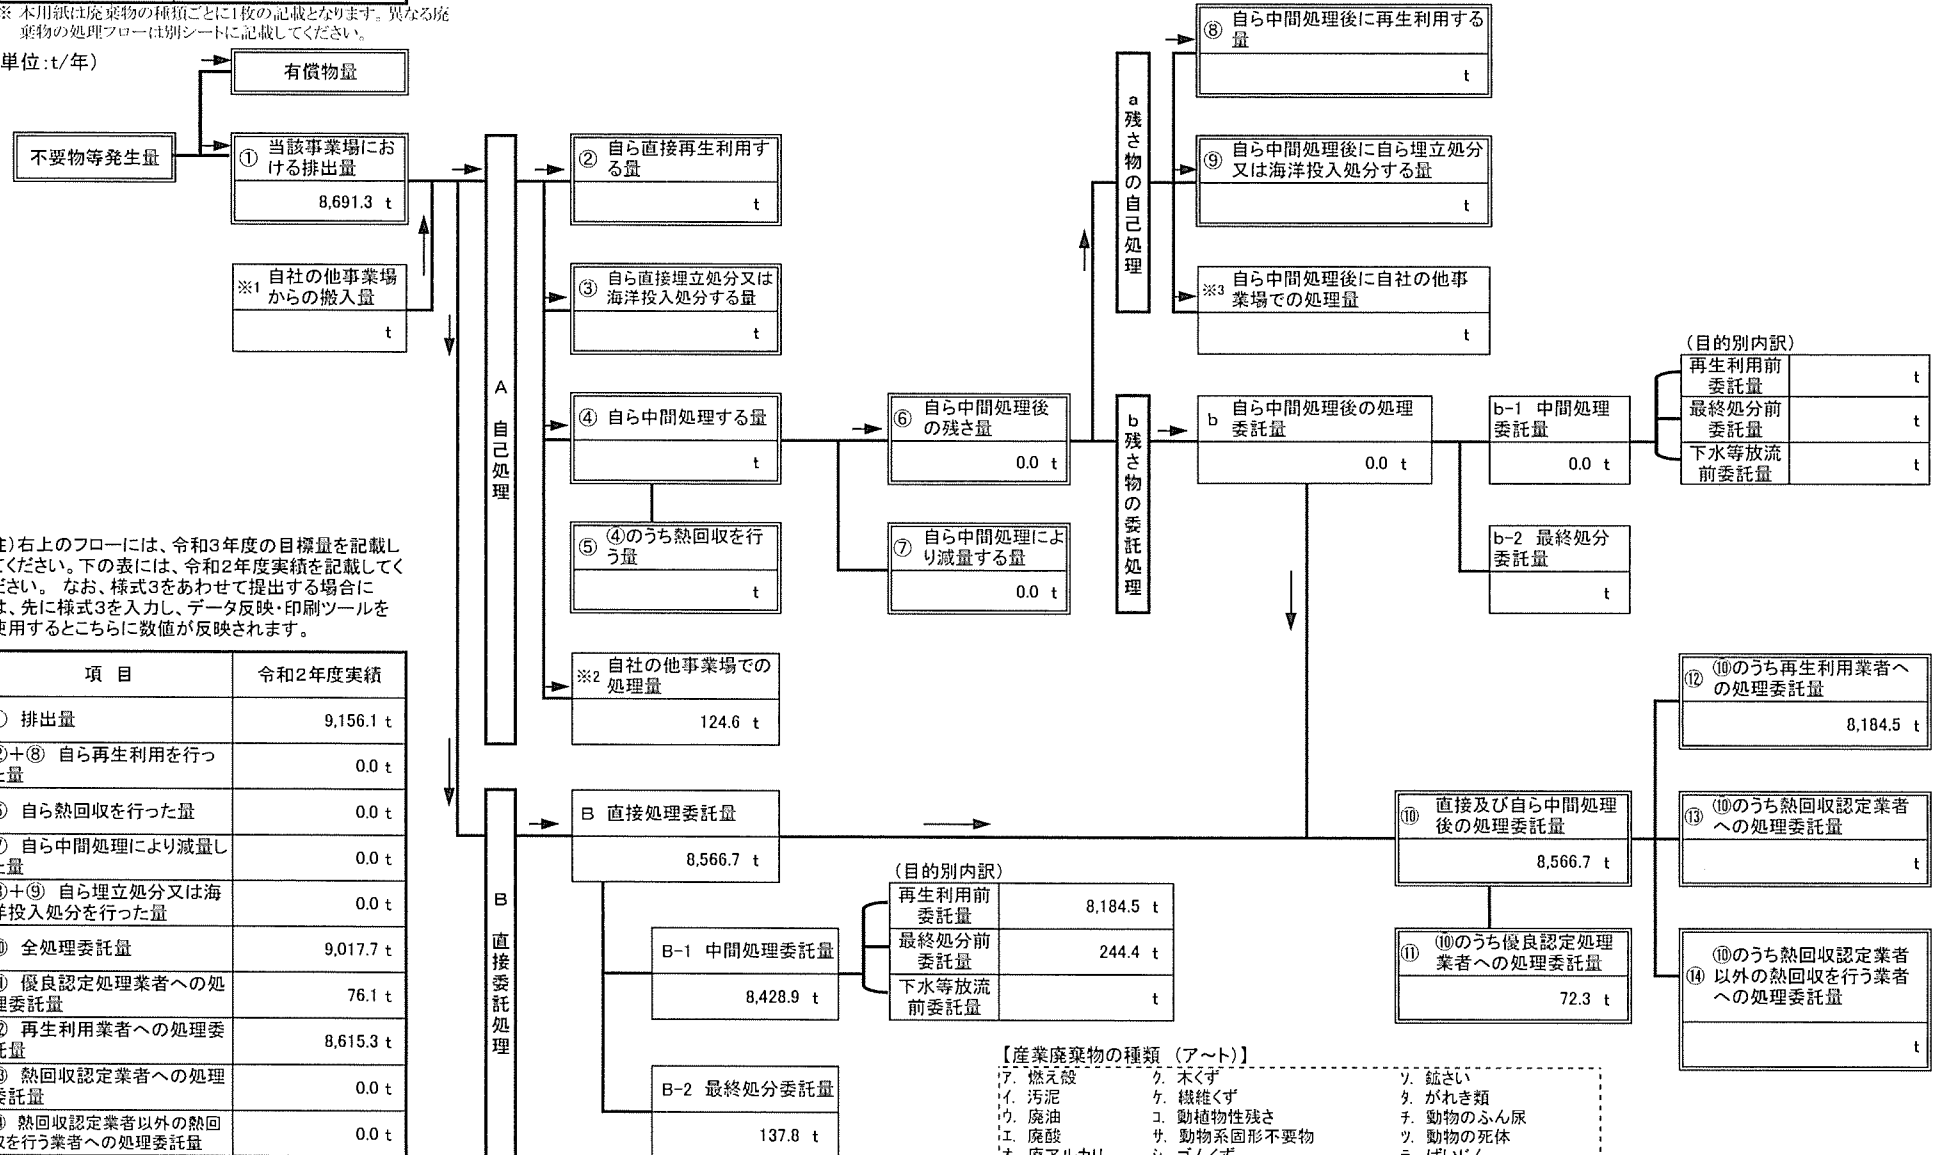 ※ 本用紙は廃棄物の種類ごとに1枚の記載となります。異なる廃
棄物の処理フローは別シートに記載してください。
単位:t/年)
有償物量
不要物等発生量
① 当該事業場にお
ける排出量
8,691.3 t
※1 自社の他事業場
からの搬入量
t
A 自己処理
② 自ら直接再生利用す
る量
t
③ 自ら直接埋立処分又は
海洋投入処分する量
t
④ 自ら中間処理する量
t
⑤ ④のうち熱回収を行
う量
t
※2 自社の他事業場での
処理量
124.6 t
⑥ 自ら中間処理後
の残さ量
0.0 t
⑦ 自ら中間処理によ
り減量する量
0.0 t
a 残さ物の自己処理
⑧ 自ら中間処理後に再生利用する
量
t
⑨ 自ら中間処理後に自ら埋立処分
又は海洋投入処分する量
t
※3 自ら中間処理後に自社の他事
業場での処理量
t
b 残さ物の委託処理
b 自ら中間処理後の処理
委託量
0.0 t
b-1 中間処理
委託量
0.0 t
b-2 最終処分
委託量
t
(目的別内訳)
再生利用前
委託量
t
最終処分前
委託量
t
下水等放流
前委託量
t
注)右上のフローには、令和3年度の目標量を記載し
てください。下の表には、令和2年度実績を記載してく
ださい。 なお、様式3をあわせて提出する場合に
は、先に様式3を入力し、データ反映・印刷ツールを
使用するとこちらに数値が反映されます。
項 目 令和2年度実績
① 排出量 9,156.1 t
②+⑧ 自ら再生利用を行っ
た量 0.0 t
⑤ 自ら熱回収を行った量 0.0 t
⑦ 自ら中間処理により減量し
た量 0.0 t
③+⑨ 自ら埋立処分又は海
洋投入処分を行った量 0.0 t
⑩ 全処理委託量 9,017.7 t
⑪ 優良認定処理業者への処
理委託量 76.1 t
⑫ 再生利用業者への処理委
託量 8,615.3 t
⑬ 熱回収認定業者への処理
委託量 0.0 t
⑭ 熱回収認定業者以外の熱回
収を行う業者への処理委託量 0.0 t
B 直接委託処理
B 直接処理委託量
8,566.7 t
B-1 中間処理委託量
8,428.9 t
B-2 最終処分委託量
137.8 t
(目的別内訳)
再生利用前
委託量
8,184.5 t
最終処分前
委託量
244.4 t
下水等放流
前委託量
t
⑩ 直接及び自ら中間処理
後の処理委託量
8,566.7 t
⑪ ⑩のうち優良認定処理
業者への処理委託量
72.3 t
⑫ ⑩のうち再生利用業者へ
の処理委託量
8,184.5 t
⑬ ⑩のうち熱回収認定業者
への処理委託量
t
⑭ ⑩のうち熱回収認定業者
以外の熱回収を行う業者
への処理委託量
t
【産業廃棄物の種類 (ア～ト)】
ア. 燃え殻 ク. 木くず ソ. 鉱さい
イ. 汚泥 ケ. 繊維くず タ. がれき類
ウ. 廃油 コ. 動植物性残さ チ. 動物のふん尿
エ. 廃酸 サ. 動物系固形不要物 ツ. 動物の死体